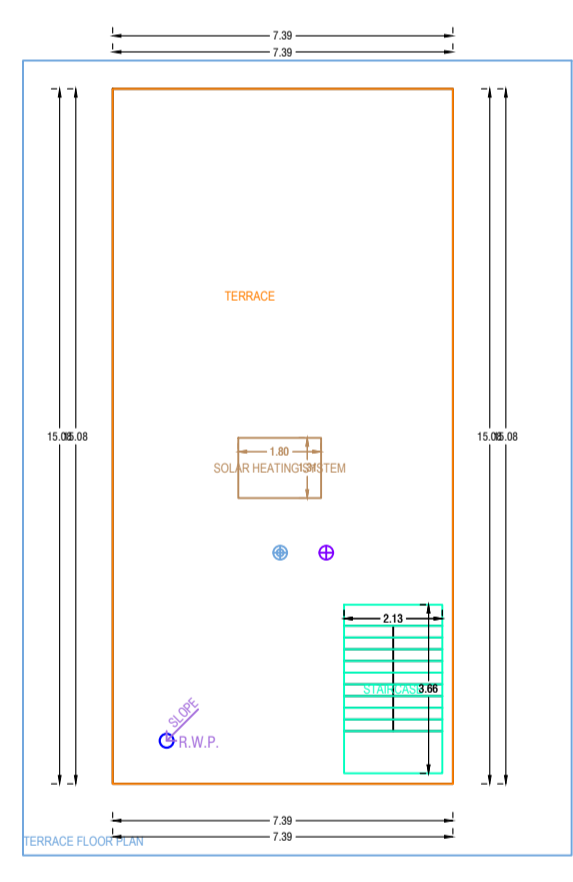 7.39
7.39
TERRACE
15.08
15.08
15.08
15.08
1.80
SOLAR HEATING SYSTEM
2.13
STAIRCASE
3.66
SLOPE
R.W.P.
7.39
7.39
TERRACE FLOOR PLAN